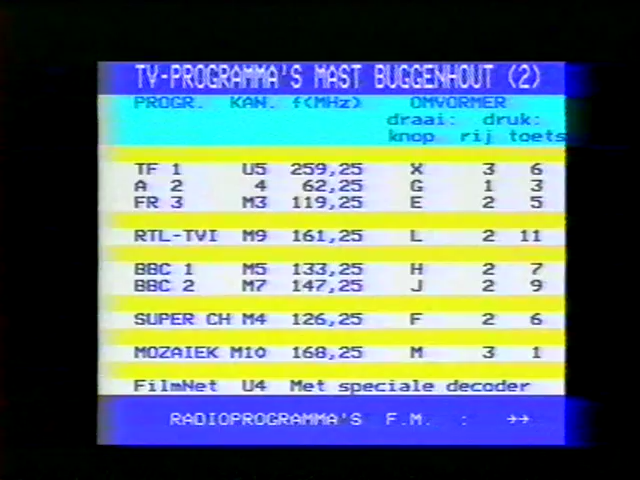 TV-PROGRAMMA'S MAST BUGGENHOUT (2)
PROGR. KAN. f(MHz) OMVORMER
draai: druk:
knop rij toets
TF 1 U5 259,25 X 3 6
A 2 4 62,25 G 1 3
FR 3 M3 119,25 E 2 5
RTL-TVI M9 161,25 L 2 11
BBC 1 M5 133,25 H 2 7
BBC 2 M7 147,25 J 2 9
SUPER CH M4 126,25 F 2 6
MOZAIEK M10 168,25 M 3 1
FilmNet U4 Met speciale decoder
RADIOPROGRAMMA'S F.M. : →→